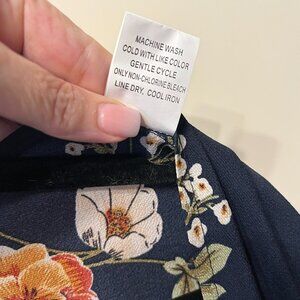 MACHINE WASH
COLD WITH LIKE COLOR
GENTLE CYCLE
ONLY NON-CHLORINE BLEACH
LINE DRY, COOL IRON